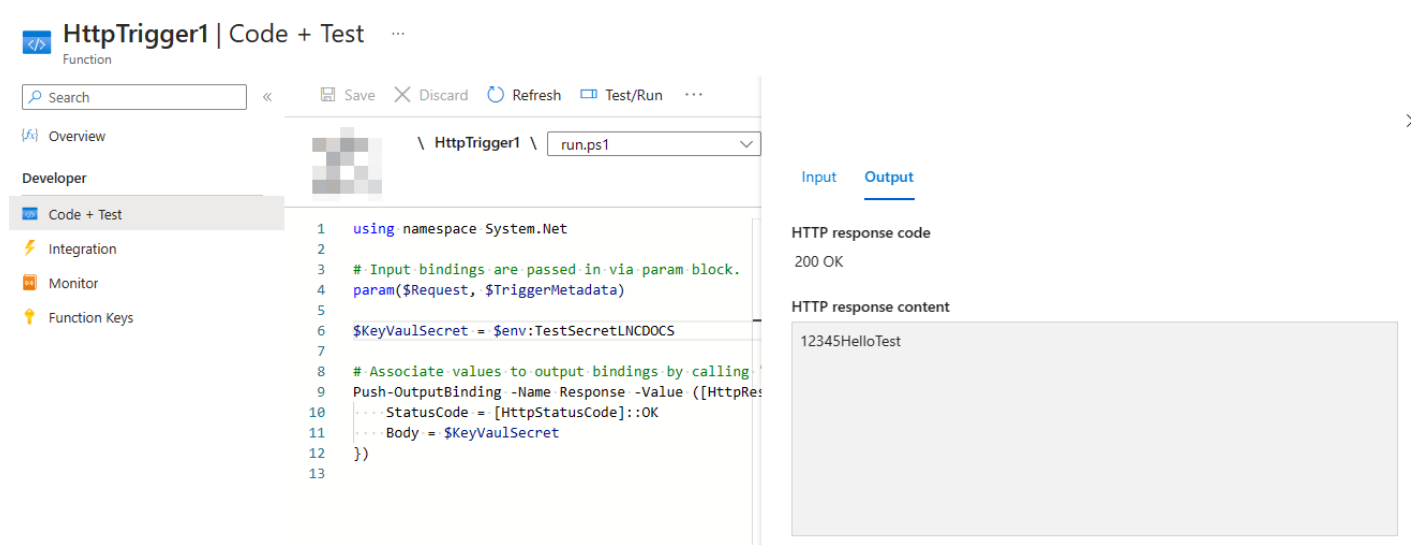 HttpTrigger1 | Code + Test ...
Function
Search «
Overview
Developer
Code + Test
Integration
Monitor
Function Keys
Save Discard Refresh Test/Run ...
\ HttpTrigger1 \ run.ps1
1 using namespace System.Net
2
3 # Input bindings are passed in via param block.
4 param($Request, $TriggerMetadata)
5
6 $KeyVaulSecret = $env:TestSecretLNCDOCS
7
8 # Associate values to output bindings by calling '
9 Push-OutputBinding -Name Response -Value ([HttpRes
10 StatusCode = [HttpStatusCode]::OK
11 Body = $KeyVaulSecret
12 })
13
Input Output
HTTP response code
200 OK
HTTP response content
12345HelloTest